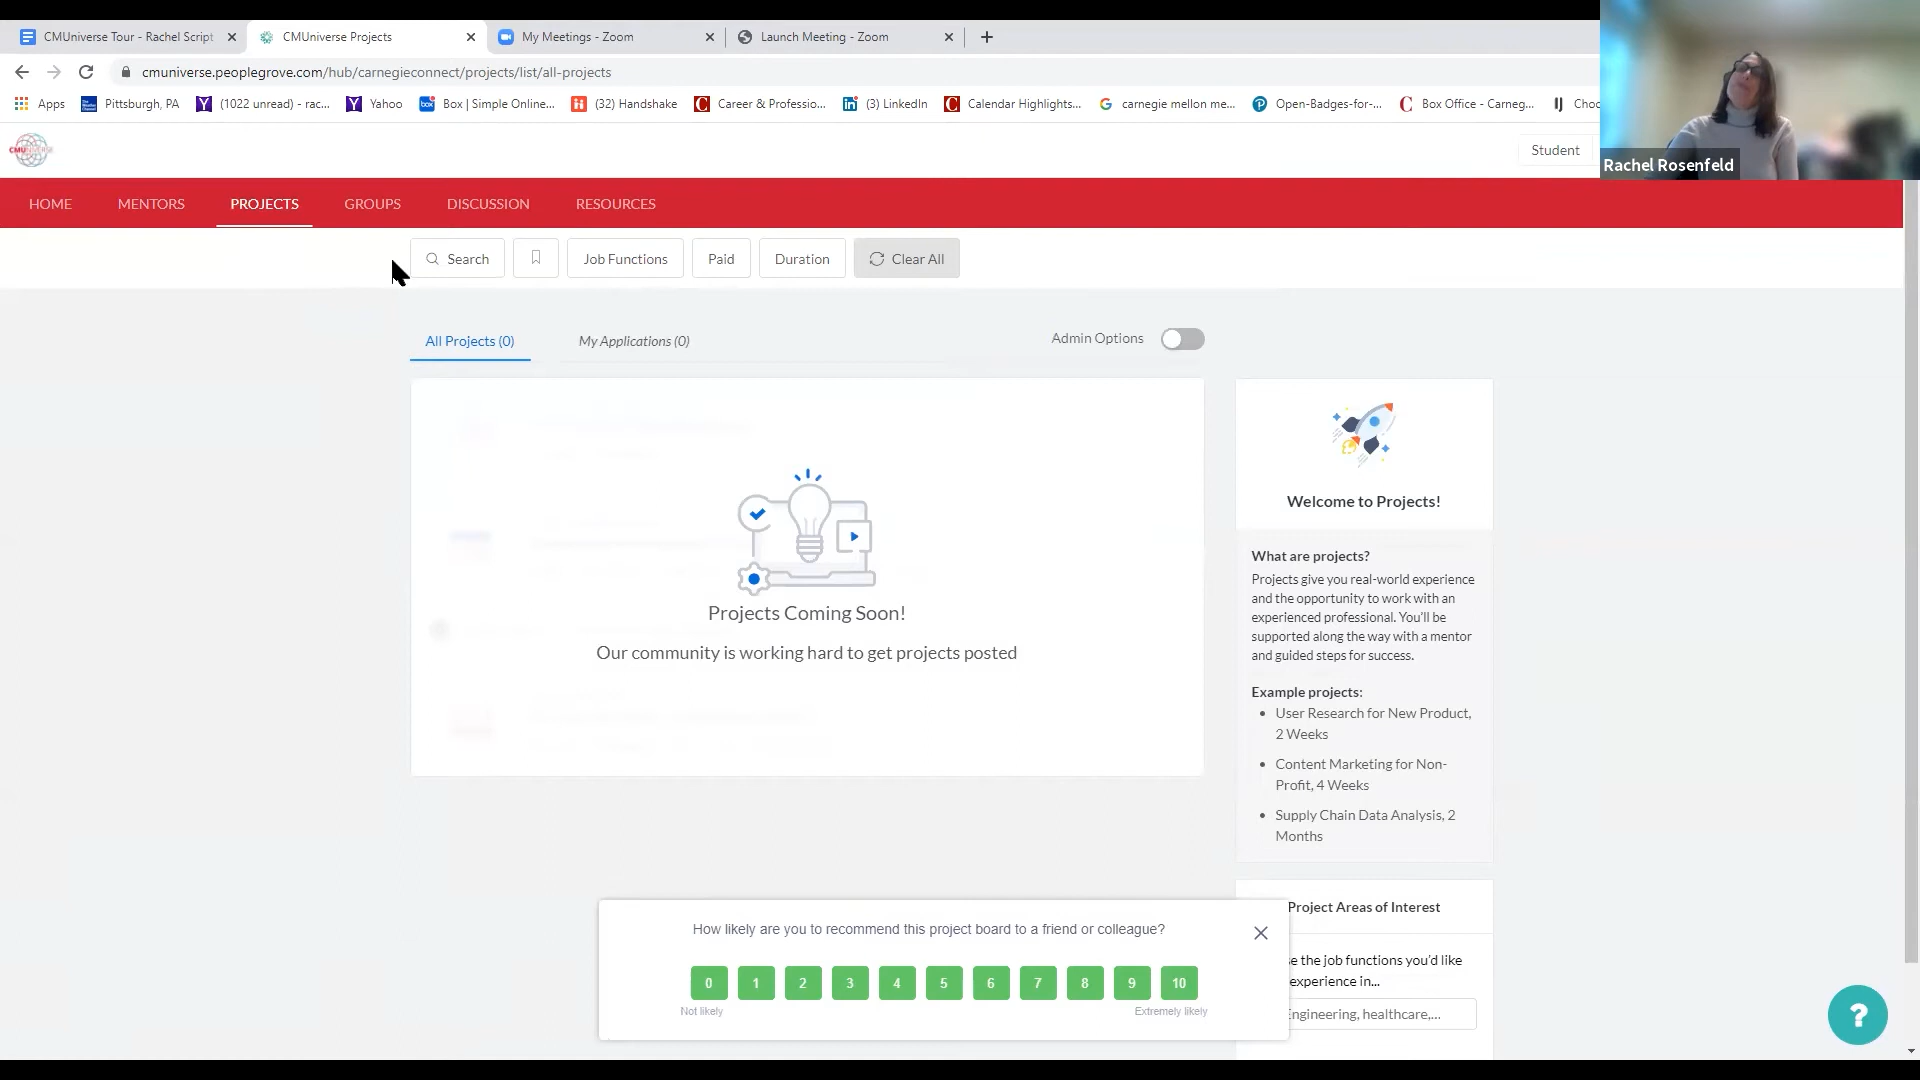 CMUniverse Tour - Rachel Script
CMUniverse Projects
My Meetings - Zoom
Launch Meeting - Zoom
cmuniverse.peoplegrove.com/hub/carnegieconnect/projects/list/all-projects
Apps
Pittsburgh, PA
(1022 unread) - rac...
Yahoo
Box | Simple Online...
(32) Handshake
Career & Professio...
(3) LinkedIn
Calendar Highlights...
carnegie mellon me...
Open-Badges-for-...
Box Office - Carneg...
Choo
Rachel Rosenfeld
CMUNIVERSE
Student
HOME
MENTORS
PROJECTS
GROUPS
DISCUSSION
RESOURCES
Search
Job Functions
Paid
Duration
Clear All
All Projects (0)
My Applications (0)
Admin Options
Projects Coming Soon!
Our community is working hard to get projects posted
Welcome to Projects!
What are projects?
Projects give you real-world experience
and the opportunity to work with an
experienced professional. You'll be
supported along the way with a mentor
and guided steps for success.
Example projects:
User Research for New Product,
2 Weeks
Content Marketing for Non-
Profit, 4 Weeks
Supply Chain Data Analysis, 2
Months
Project Areas of Interest
se the job functions you'd like
experience in...
Engineering, healthcare,...
How likely are you to recommend this project board to a friend or colleague?
0 1 2 3 4 5 6 7 8 9 10
Not likely
Extremely likely
?